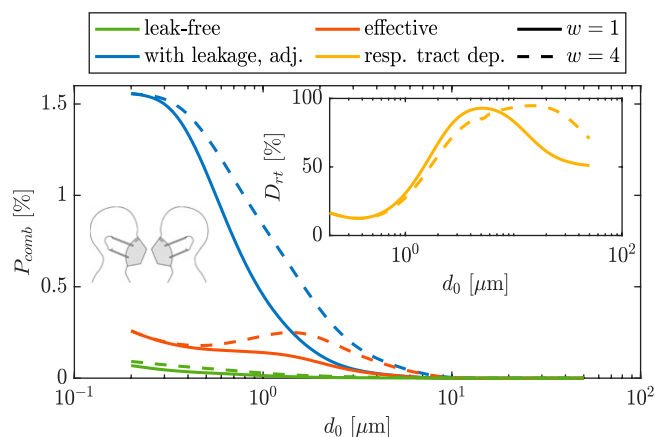 leak-free effective w = 1
with leakage, adj. resp. tract dep. w = 4
1.5
1
0.5
0
P_comb [%]
10^-1 10^0 10^1 10^2
d_0 [μm]
100
50
0
D_rt [%]
10^0 10^1 10^2
d_0 [μm]